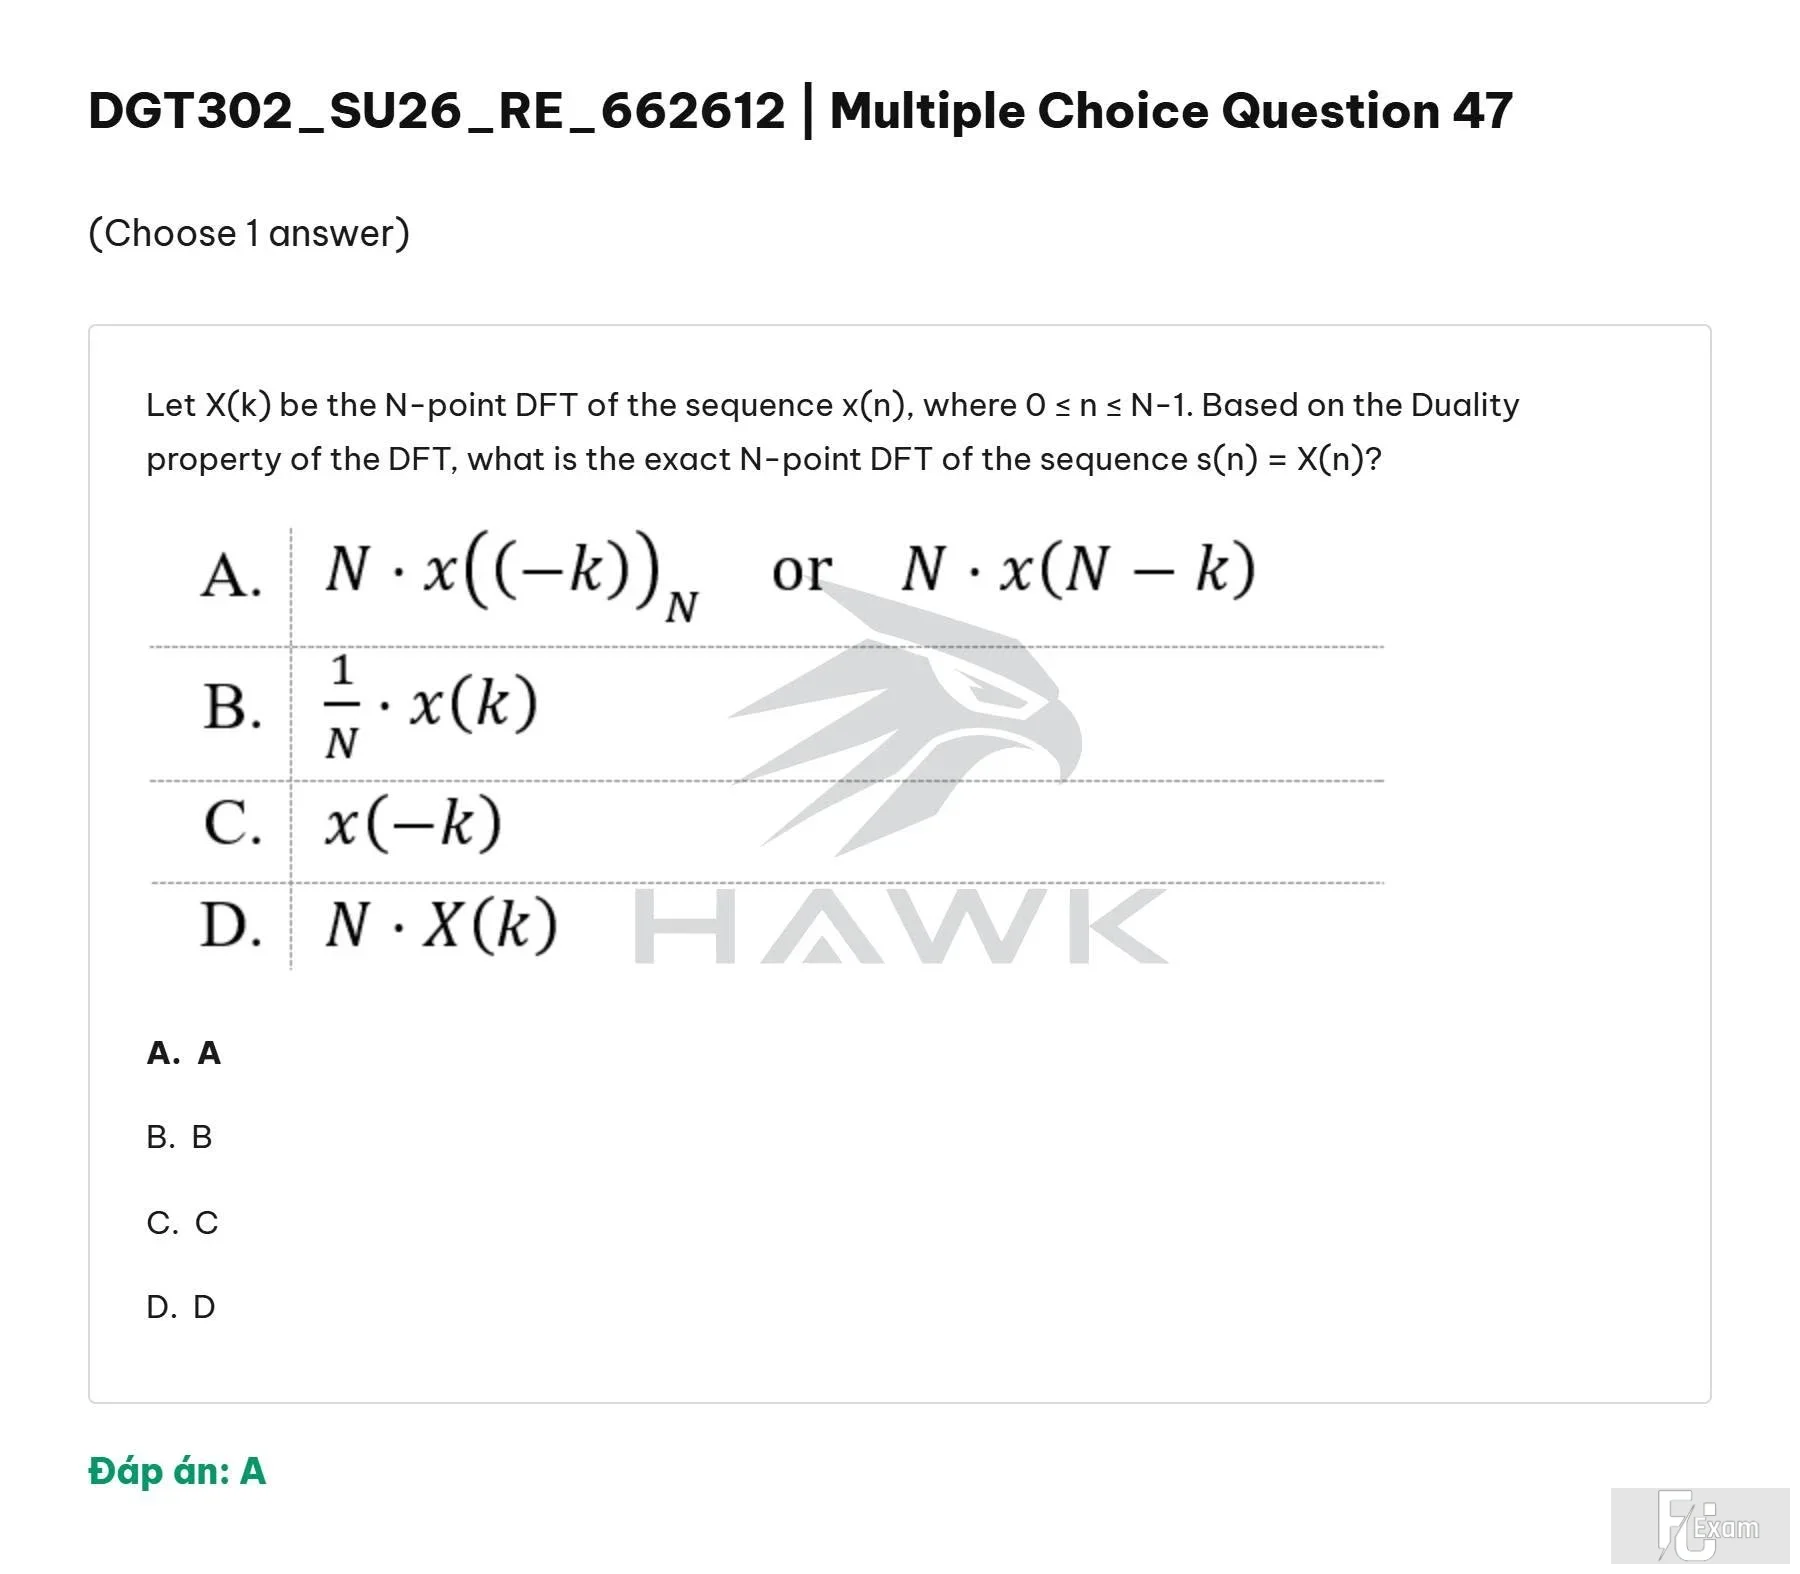 DGT302_SU26_RE_662612 | Multiple Choice Question 47
(Choose 1 answer)
Let X(k) be the N-point DFT of the sequence x(n), where 0 ≤ n ≤ N-1. Based on the Duality
property of the DFT, what is the exact N-point DFT of the sequence s(n) = X(n)?
A. N · x((−k))_N or N · x(N − k)
B. 1/N · x(k)
C. x(−k)
D. N · X(k)
HAWK
A. A
B. B
C. C
D. D
Đáp án: A
FU Exam